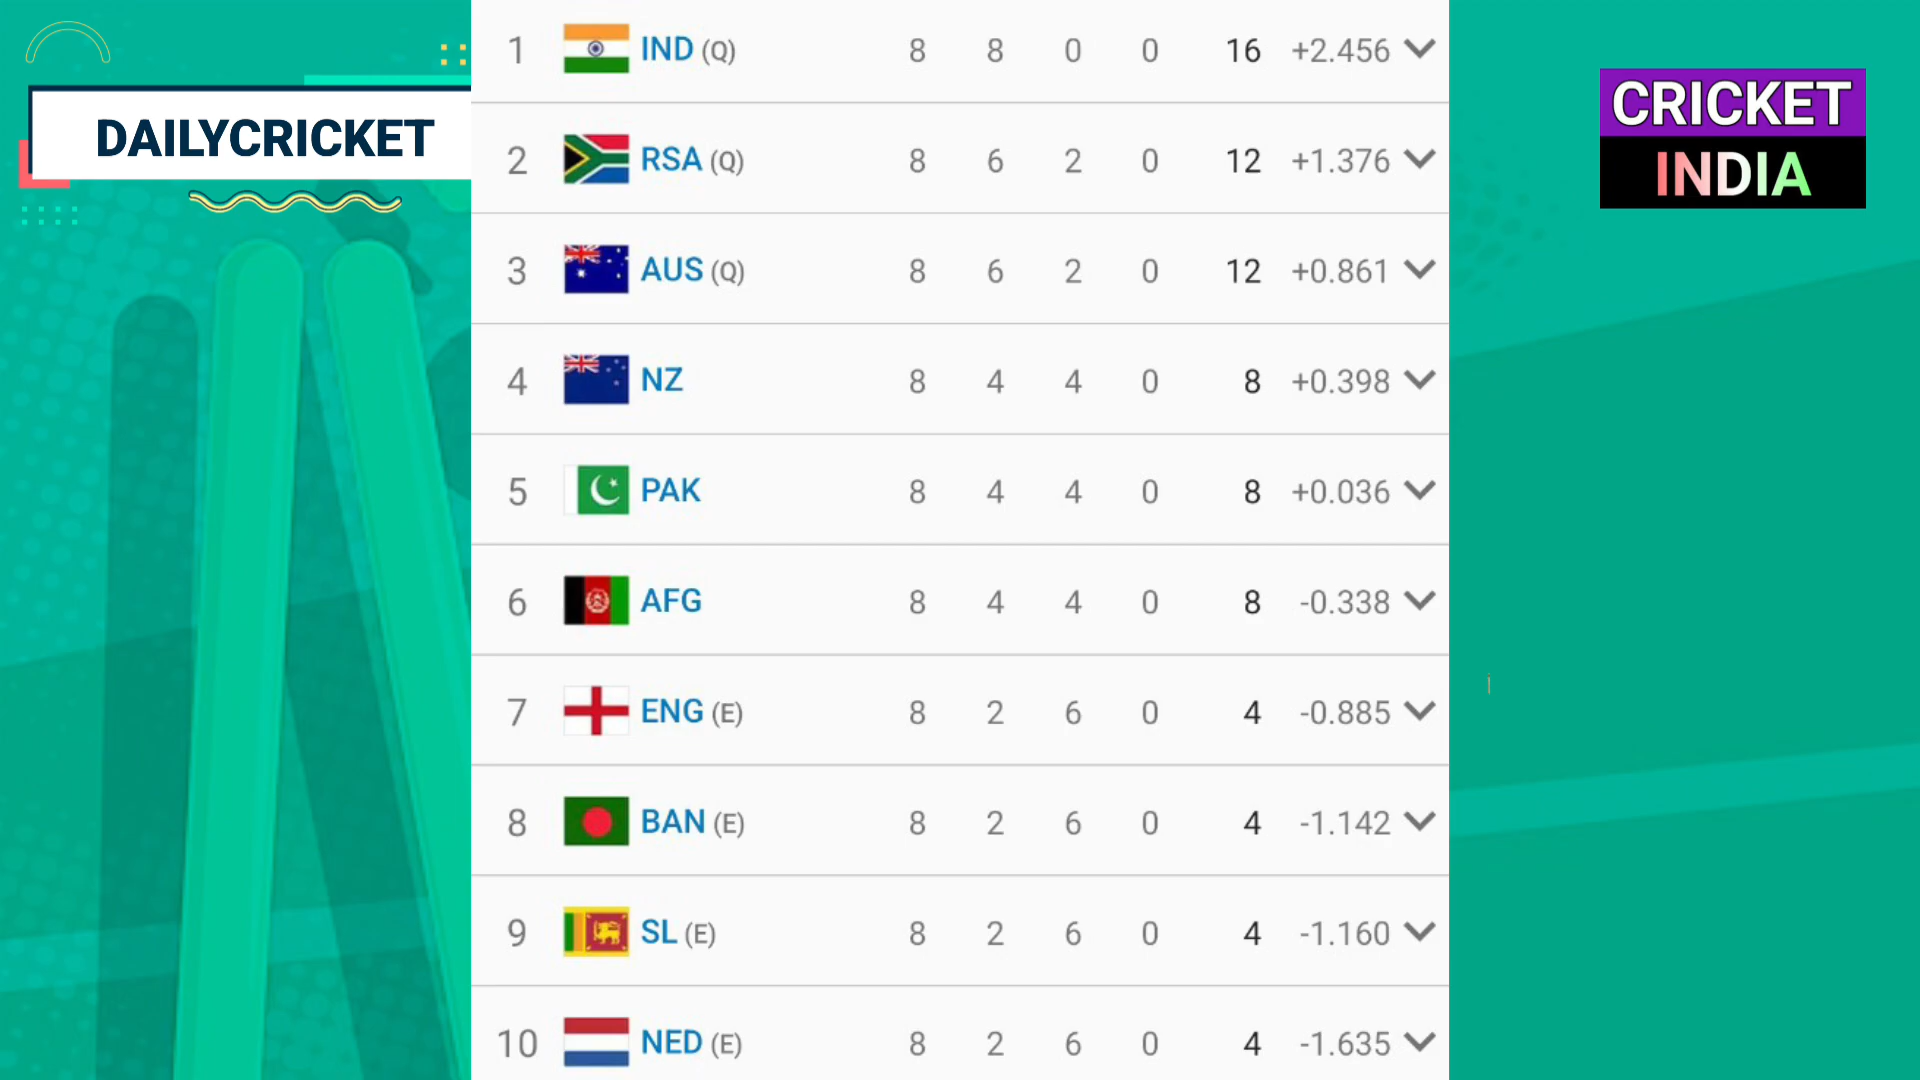 DAILYCRICKET
CRICKET
INDIA
1 IND (Q) 8 8 0 0 16 +2.456
2 RSA (Q) 8 6 2 0 12 +1.376
3 AUS (Q) 8 6 2 0 12 +0.861
4 NZ 8 4 4 0 8 +0.398
5 PAK 8 4 4 0 8 +0.036
6 AFG 8 4 4 0 8 -0.338
7 ENG (E) 8 2 6 0 4 -0.885
8 BAN (E) 8 2 6 0 4 -1.142
9 SL (E) 8 2 6 0 4 -1.160
10 NED (E) 8 2 6 0 4 -1.635